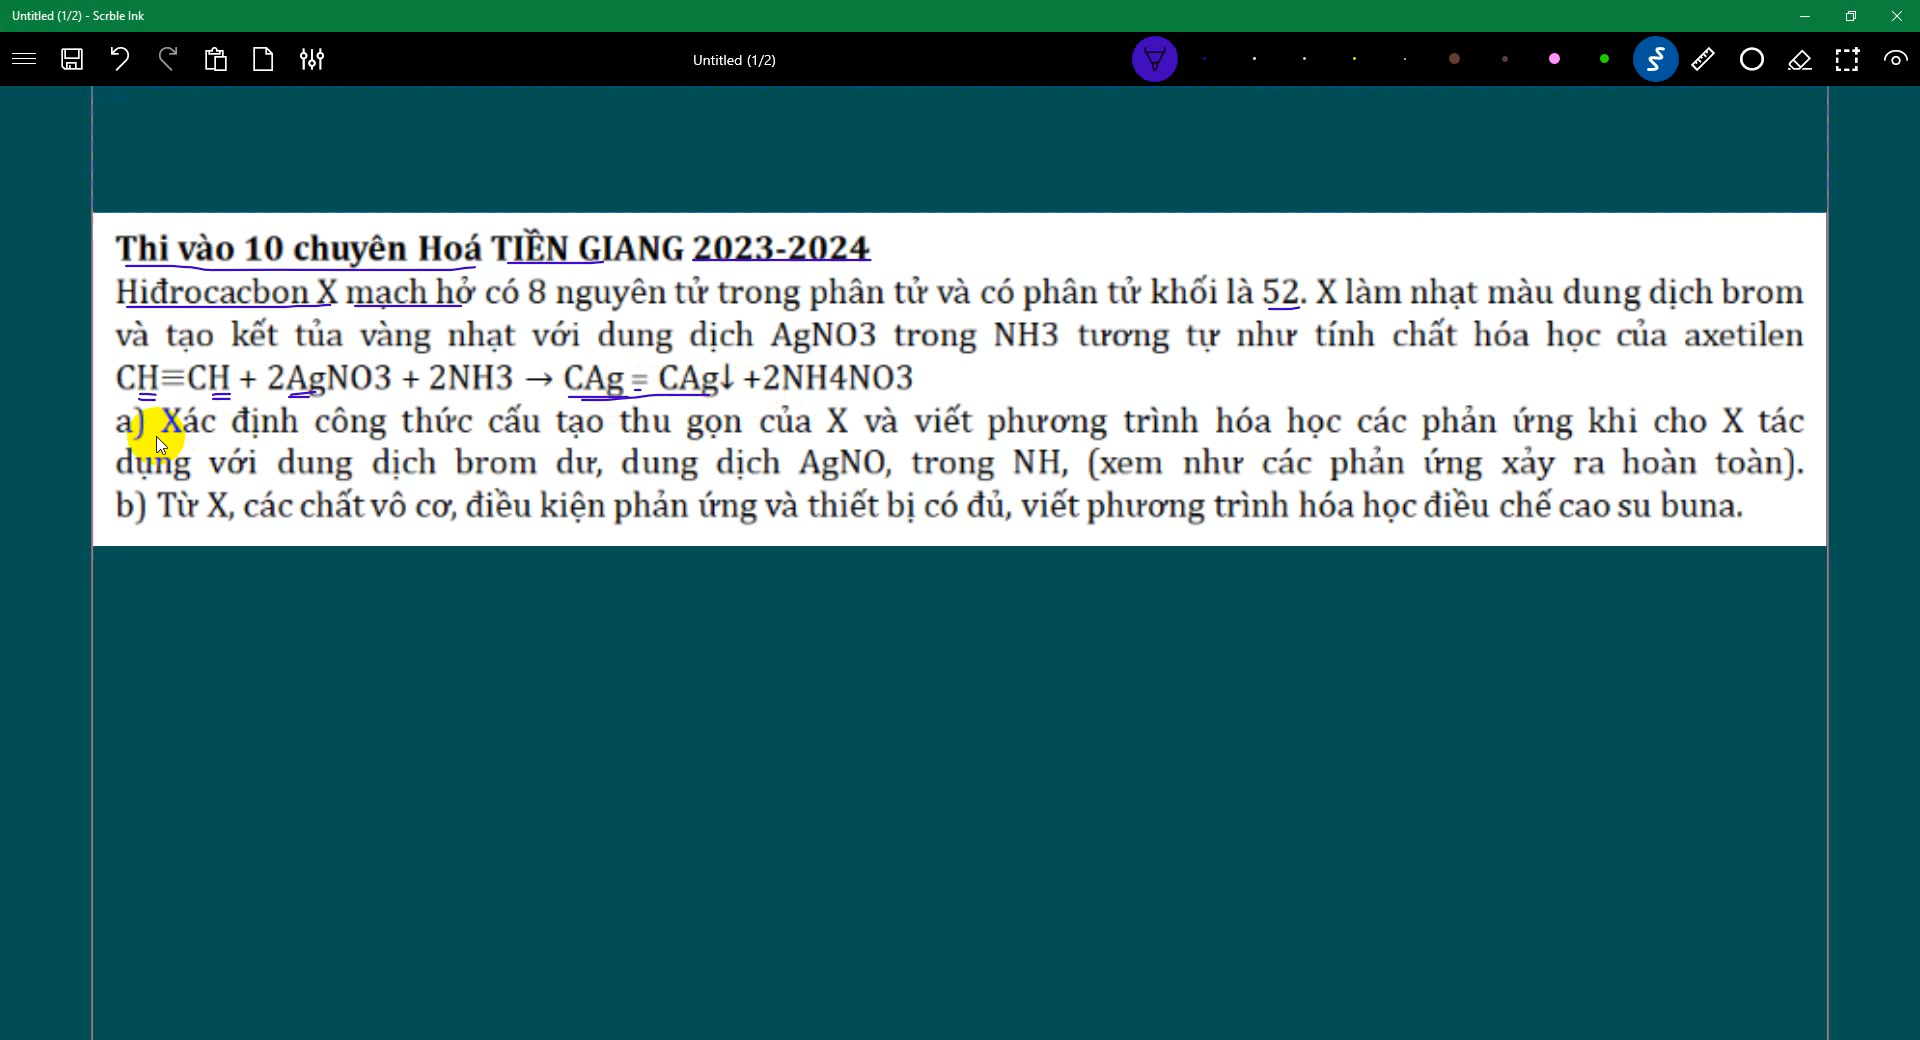 Untitled (1/2) - Scrble Ink
Untitled (1/2)
Thi vào 10 chuyên Hoá TIỀN GIANG 2023-2024
Hiđrocacbon X mạch hở có 8 nguyên tử trong phân tử và có phân tử khối là 52. X làm nhạt màu dung dịch brom
và tạo kết tủa vàng nhạt với dung dịch AgNO3 trong NH3 tương tự như tính chất hóa học của axetilen
CH≡CH + 2AgNO3 + 2NH3 → CAg ≡ CAg↓ +2NH4NO3
a) Xác định công thức cấu tạo thu gọn của X và viết phương trình hóa học các phản ứng khi cho X tác
dụng với dung dịch brom dư, dung dịch AgNO, trong NH, (xem như các phản ứng xảy ra hoàn toàn).
b) Từ X, các chất vô cơ, điều kiện phản ứng và thiết bị có đủ, viết phương trình hóa học điều chế cao su buna.